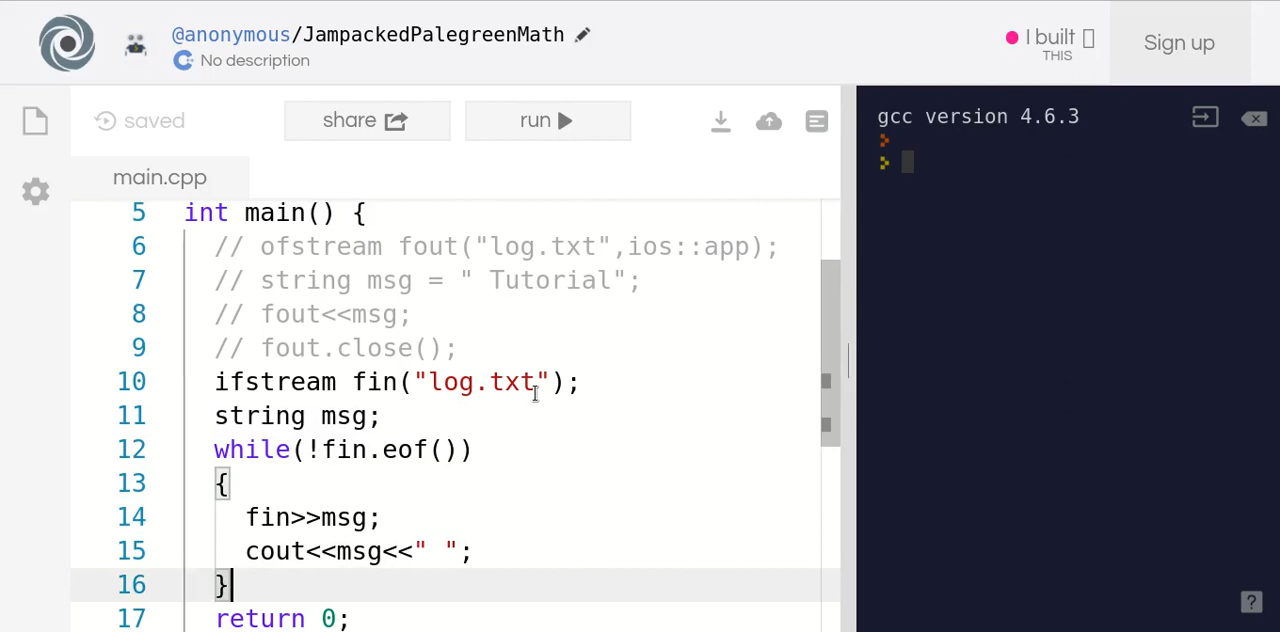 @anonymous/JampackedPalegreenMath
No description
I built
THIS
Sign up
saved
share
run
main.cpp
gcc version 4.6.3
5 int main() {
6 // ofstream fout("log.txt",ios::app);
7 // string msg = " Tutorial";
8 // fout<<msg;
9 // fout.close();
10 ifstream fin("log.txt");
11 string msg;
12 while(!fin.eof())
13 {
14 fin>>msg;
15 cout<<msg<<" ";
16 }
17 return 0;
?